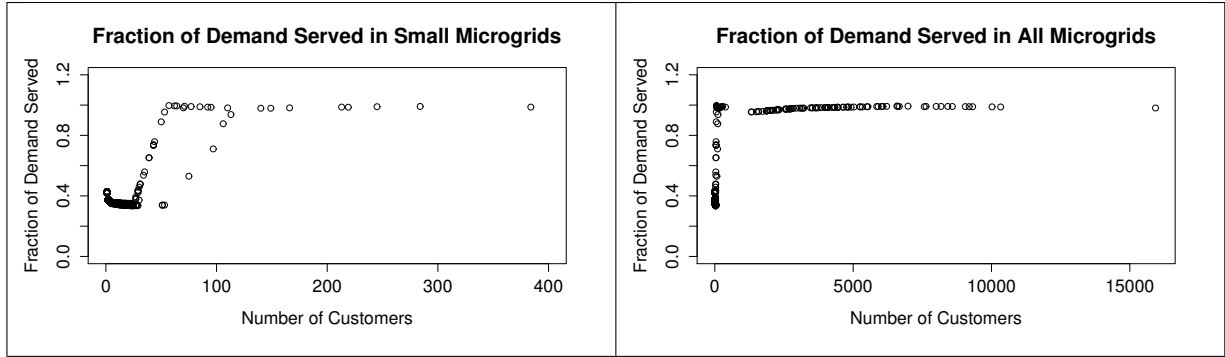 Fraction of Demand Served in Small Microgrids
Fraction of Demand Served
1.2
0.8
0.4
0.0
0 100 200 300 400
Number of Customers
Fraction of Demand Served in All Microgrids
Fraction of Demand Served
1.2
0.8
0.4
0.0
0 5000 10000 15000
Number of Customers